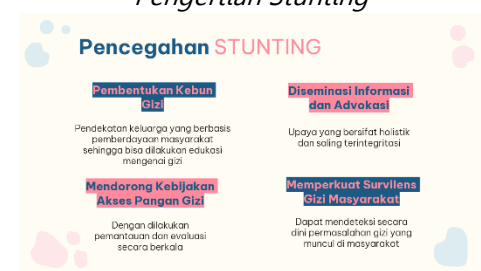 Pengertian Stunting
Pencegahan STUNTING
Pembentukan Kebun
Gizi
Pendekatan keluarga yang berbasis
pemberdayaan masyarakat
sehingga bisa dilakukan edukasi
mengenai gizi
Diseminasi Informasi
dan Advokasi
Upaya yang bersifat holistik
dan saling terintegritasi
Mendorong Kebijakan
Akses Pangan Gizi
Dengan dilakukan
pemantauan dan evaluasi
secara berkala
Memperkuat Survilens
Gizi Masyarakat
Dapat mendeteksi secara
dini permasalahan gizi yang
muncul di masyarakat